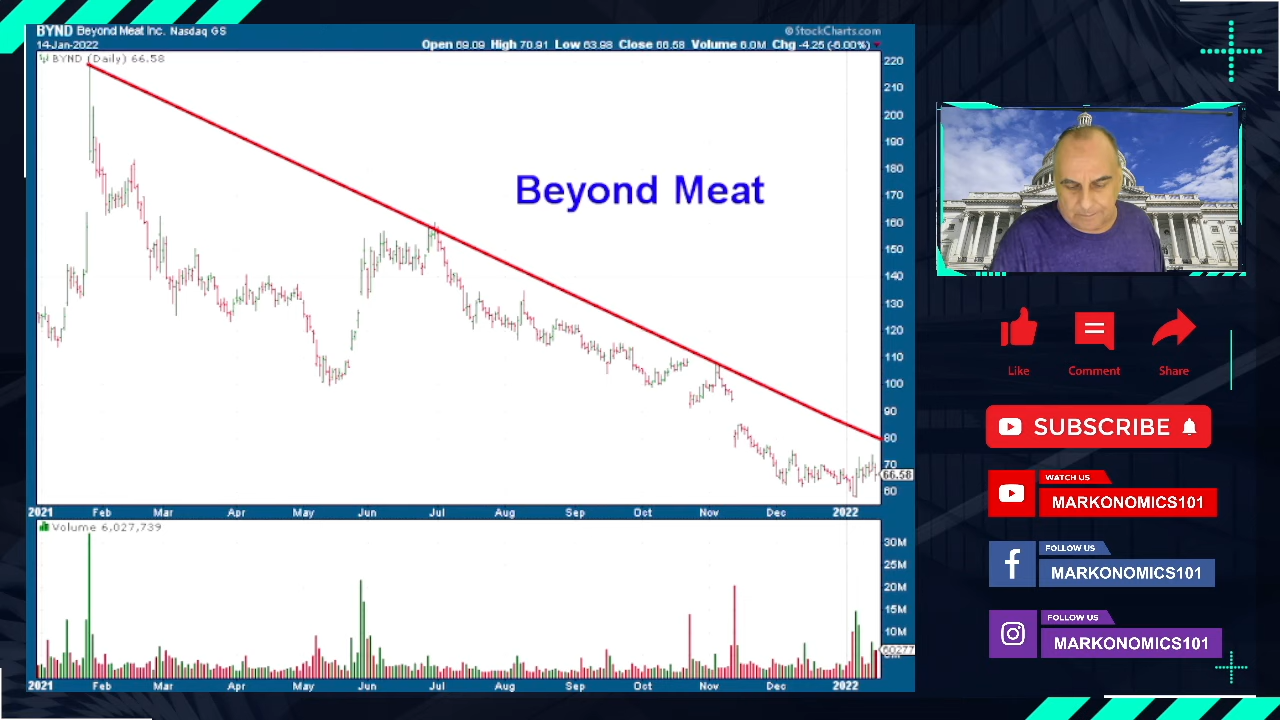 BYND Beyond Meat Inc. Nasdaq GS
© StockCharts.com
14-Jan-2022
Open 69.09 High 70.91 Low 63.98 Close 66.58 Volume 6.0M Chg -4.25 (-6.00%)
BYND (Daily) 66.58
220
210
200
190
180
170
160
150
140
130
120
110
100
90
80
70
66.58
60
Beyond Meat
2021 Feb Mar Apr May Jun Jul Aug Sep Oct Nov Dec 2022
Volume 6,027,739
30M
25M
20M
15M
10M
2021 Feb Mar Apr May Jun Jul Aug Sep Oct Nov Dec 2022
Like
Comment
Share
SUBSCRIBE
WATCH US
MARKONOMICS101
FOLLOW US
MARKONOMICS101
FOLLOW US
MARKONOMICS101